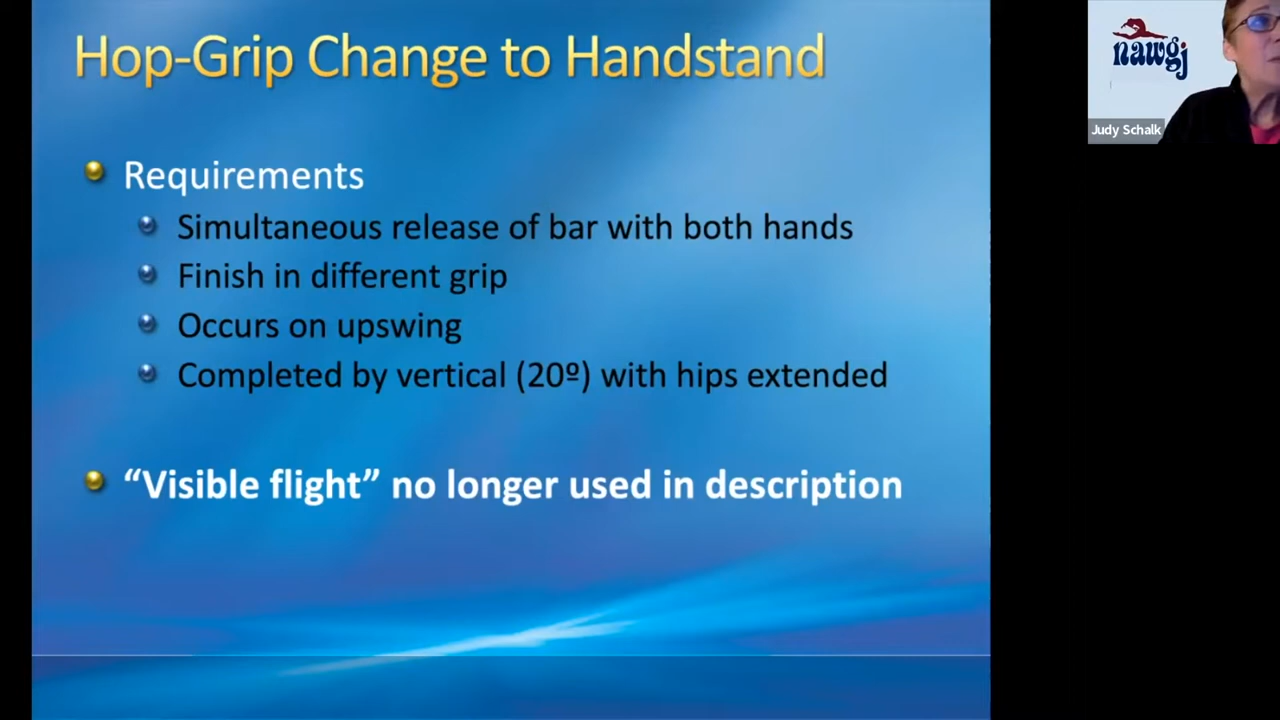 Hop-Grip Change to Handstand
Requirements
Simultaneous release of bar with both hands
Finish in different grip
Occurs on upswing
Completed by vertical (20º) with hips extended
“Visible flight” no longer used in description
nawgj
Judy Schalk